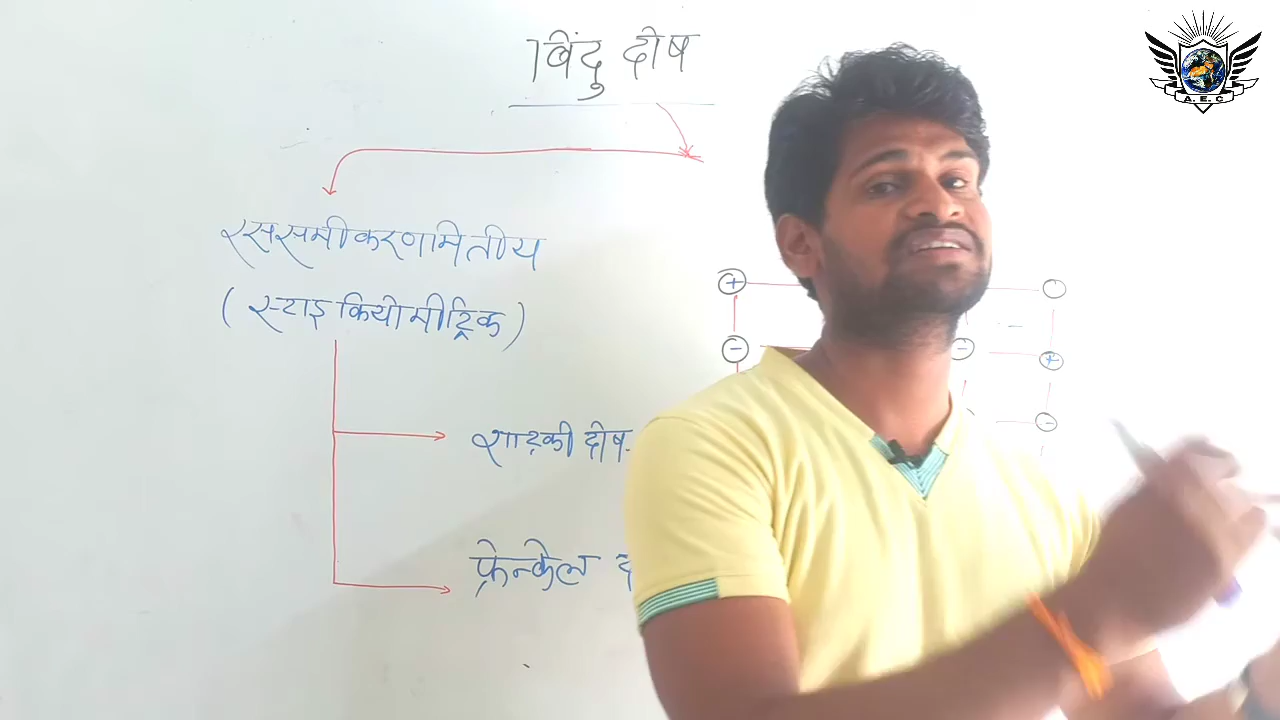 बिंदु दोष
रससमीकरणमितीय
(स्टाइकियोमीट्रिक)
शाट्की दोष-
फ्रेन्केल
+
-
-
+
-
A. E. C